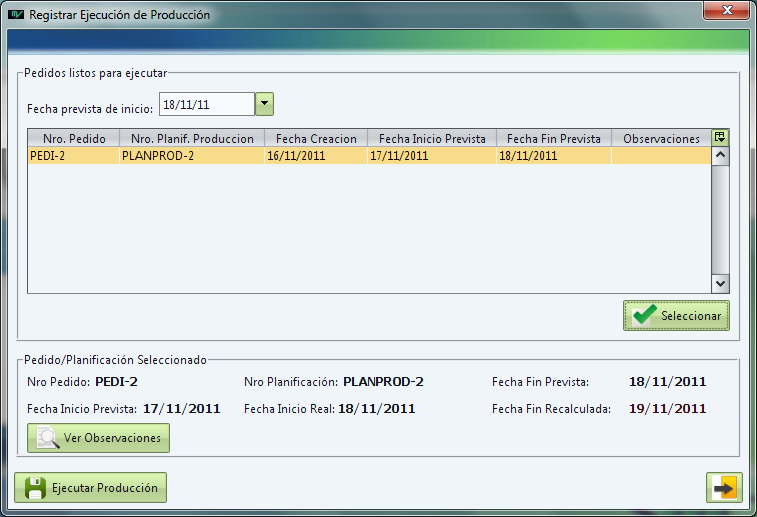 Registrar Ejecución de Producción
Pedidos listos para ejecutar
Fecha prevista de inicio: 18/11/11
Nro. Pedido Nro. Planif. Produccion Fecha Creacion Fecha Inicio Prevista Fecha Fin Prevista Observaciones
PEDI-2 PLANPROD-2 16/11/2011 17/11/2011 18/11/2011
Seleccionar
Pedido/Planificación Seleccionado
Nro Pedido: PEDI-2 Nro Planificación: PLANPROD-2 Fecha Fin Prevista: 18/11/2011
Fecha Inicio Prevista: 17/11/2011 Fecha Inicio Real: 18/11/2011 Fecha Fin Recalculada: 19/11/2011
Ver Observaciones
Ejecutar Producción